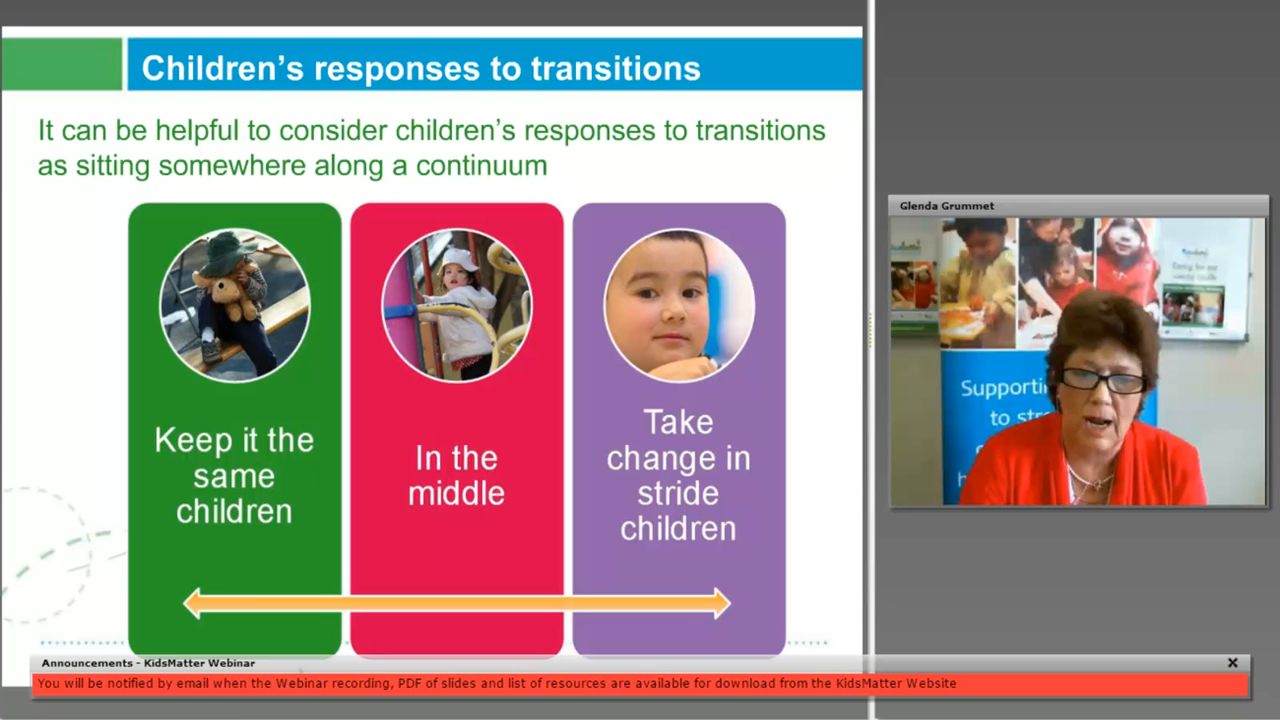 Children's responses to transitions
It can be helpful to consider children's responses to transitions
as sitting somewhere along a continuum
Keep it the
same
children
In the
middle
Take
change in
stride
children
Glenda Grummet
Supporti
to str
Announcements - KidsMatter Webinar
You will be notified by email when the Webinar recording, PDF of slides and list of resources are available for download from the KidsMatter Website